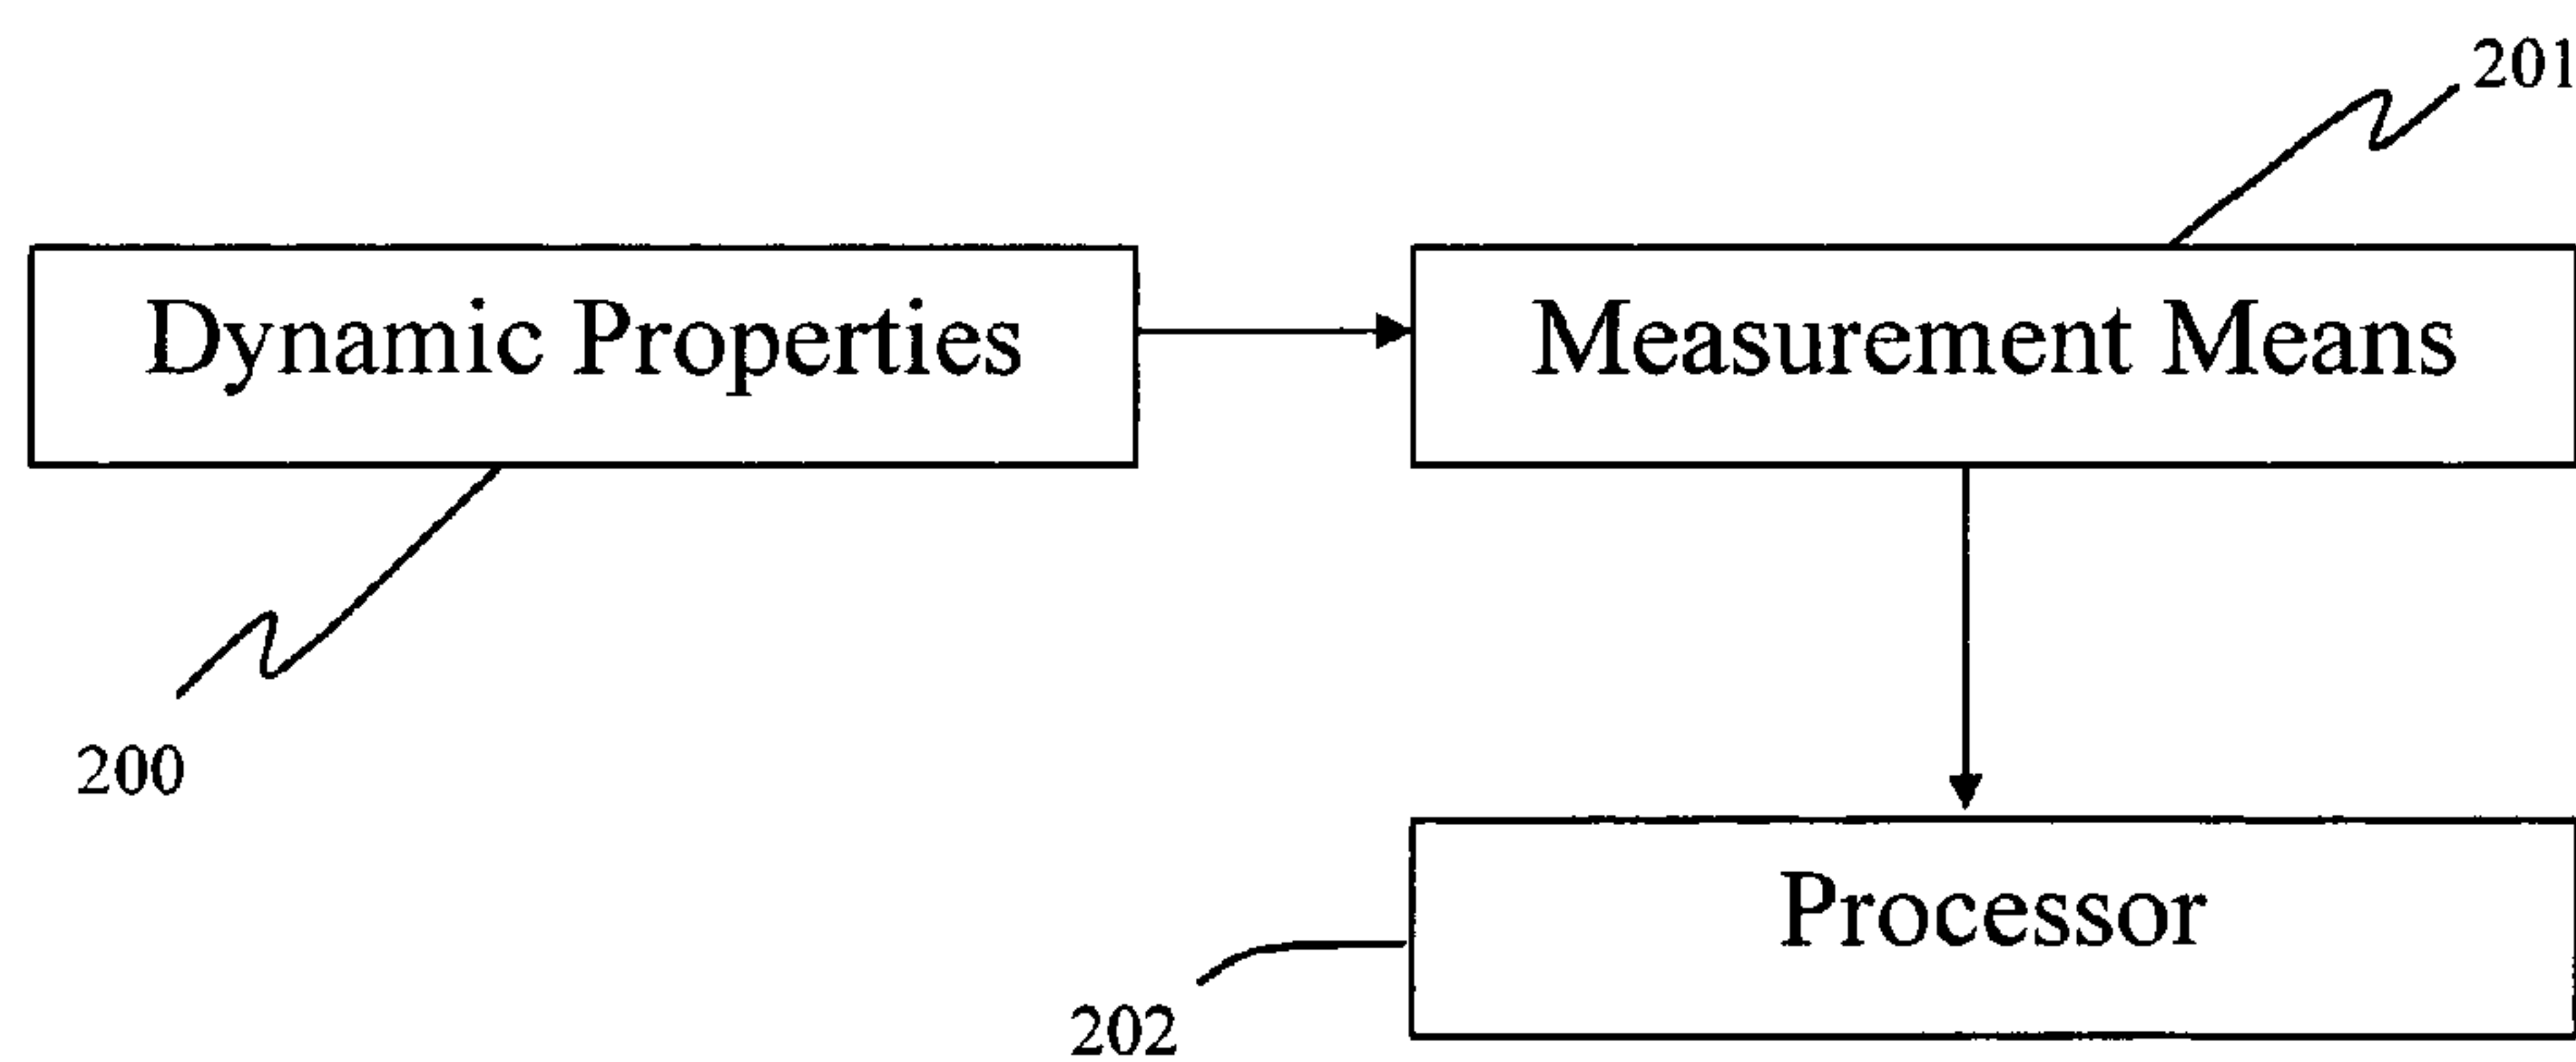 201
Dynamic Properties
Measurement Means
200
Processor
202